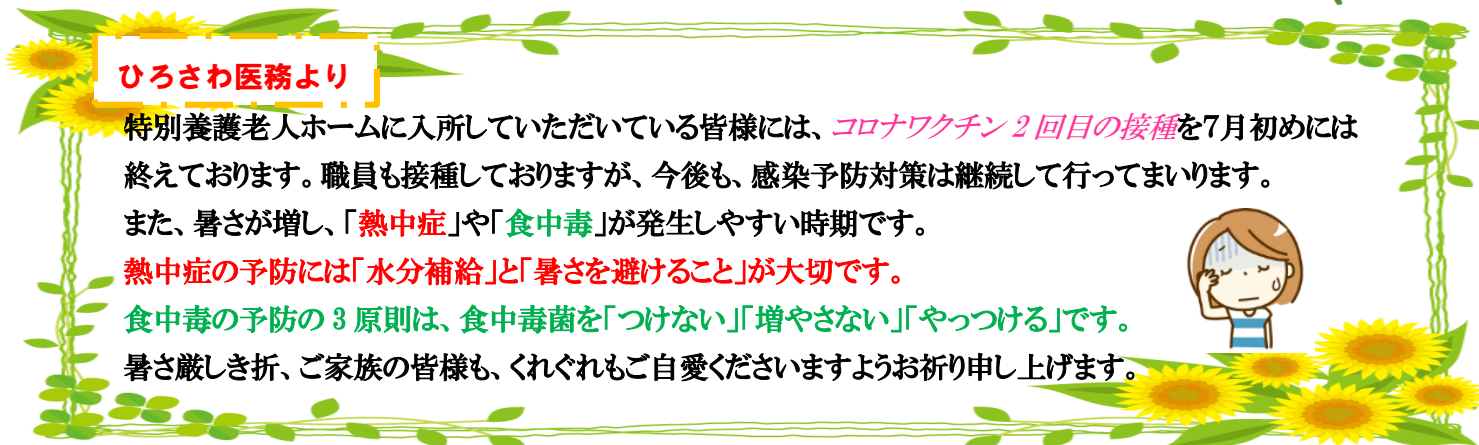 ひろさわ医務より
特別養護老人ホームに入所していただいている皆様には、コロナワクチン２回目の接種を７月初めには
終えております。職員も接種しておりますが、今後も、感染予防対策は継続して行ってまいります。
また、暑さが増し、「熱中症」や「食中毒」が発生しやすい時期です。
熱中症の予防には「水分補給」と「暑さを避けること」が大切です。
食中毒の予防の３原則は、食中毒菌を「つけない」「増やさない」「やっつける」です。
暑さ厳しき折、ご家族の皆様も、くれぐれもご自愛くださいますようお祈り申し上げます。